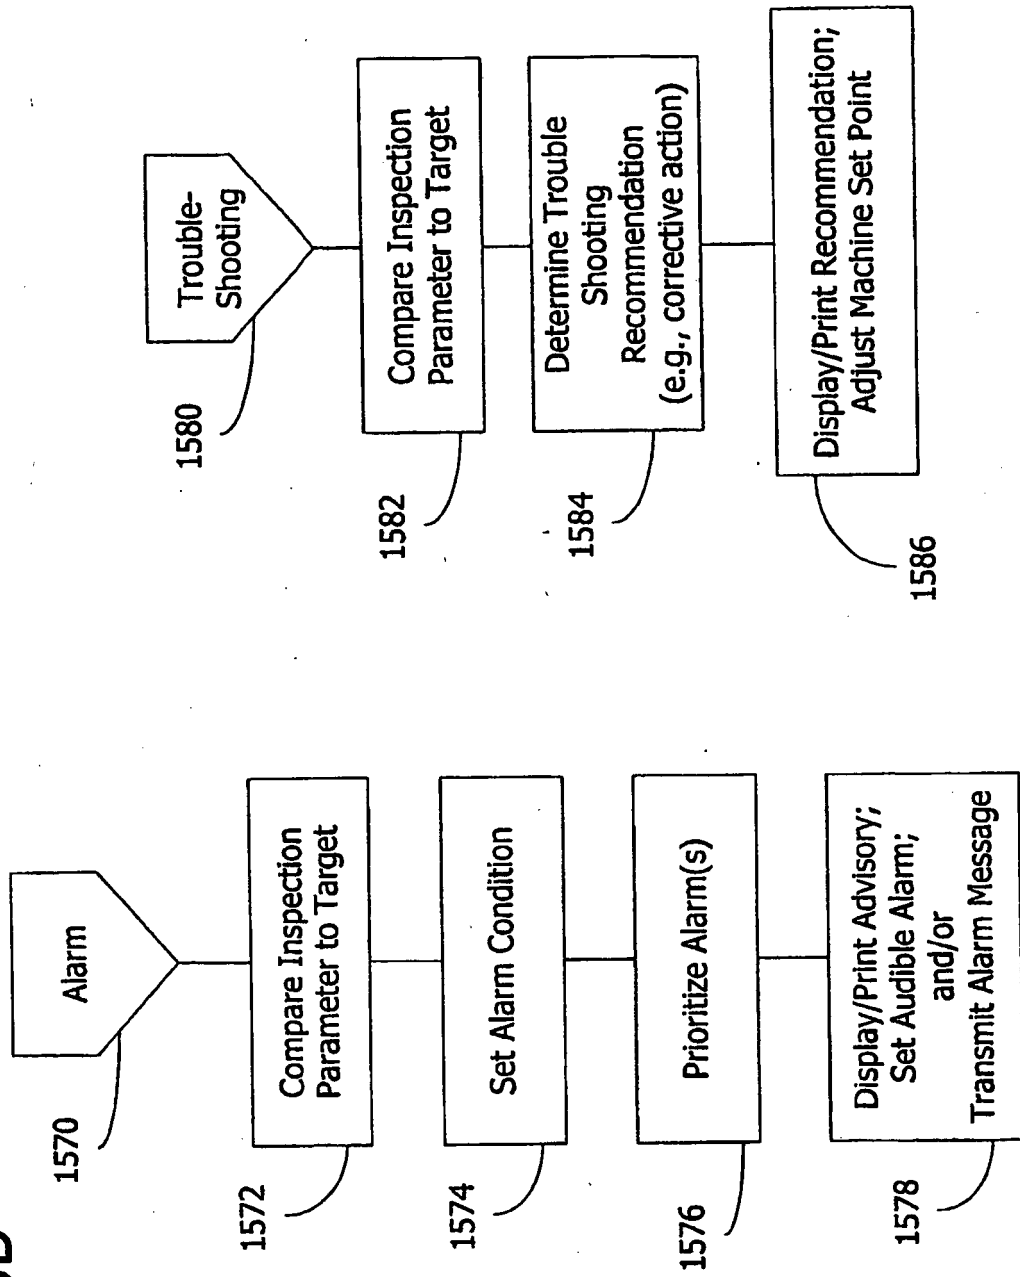 Alarm
1570
Compare Inspection
Parameter to Target
1572
Set Alarm Condition
1574
Prioritize Alarm(s)
1576
Display/Print Advisory;
Set Audible Alarm;
and/or
Transmit Alarm Message
1578
Trouble-
Shooting
1580
Compare Inspection
Parameter to Target
1582
Determine Trouble
Shooting
Recommendation
(e.g., corrective action)
1584
Display/Print Recommendation;
Adjust Machine Set Point
1586